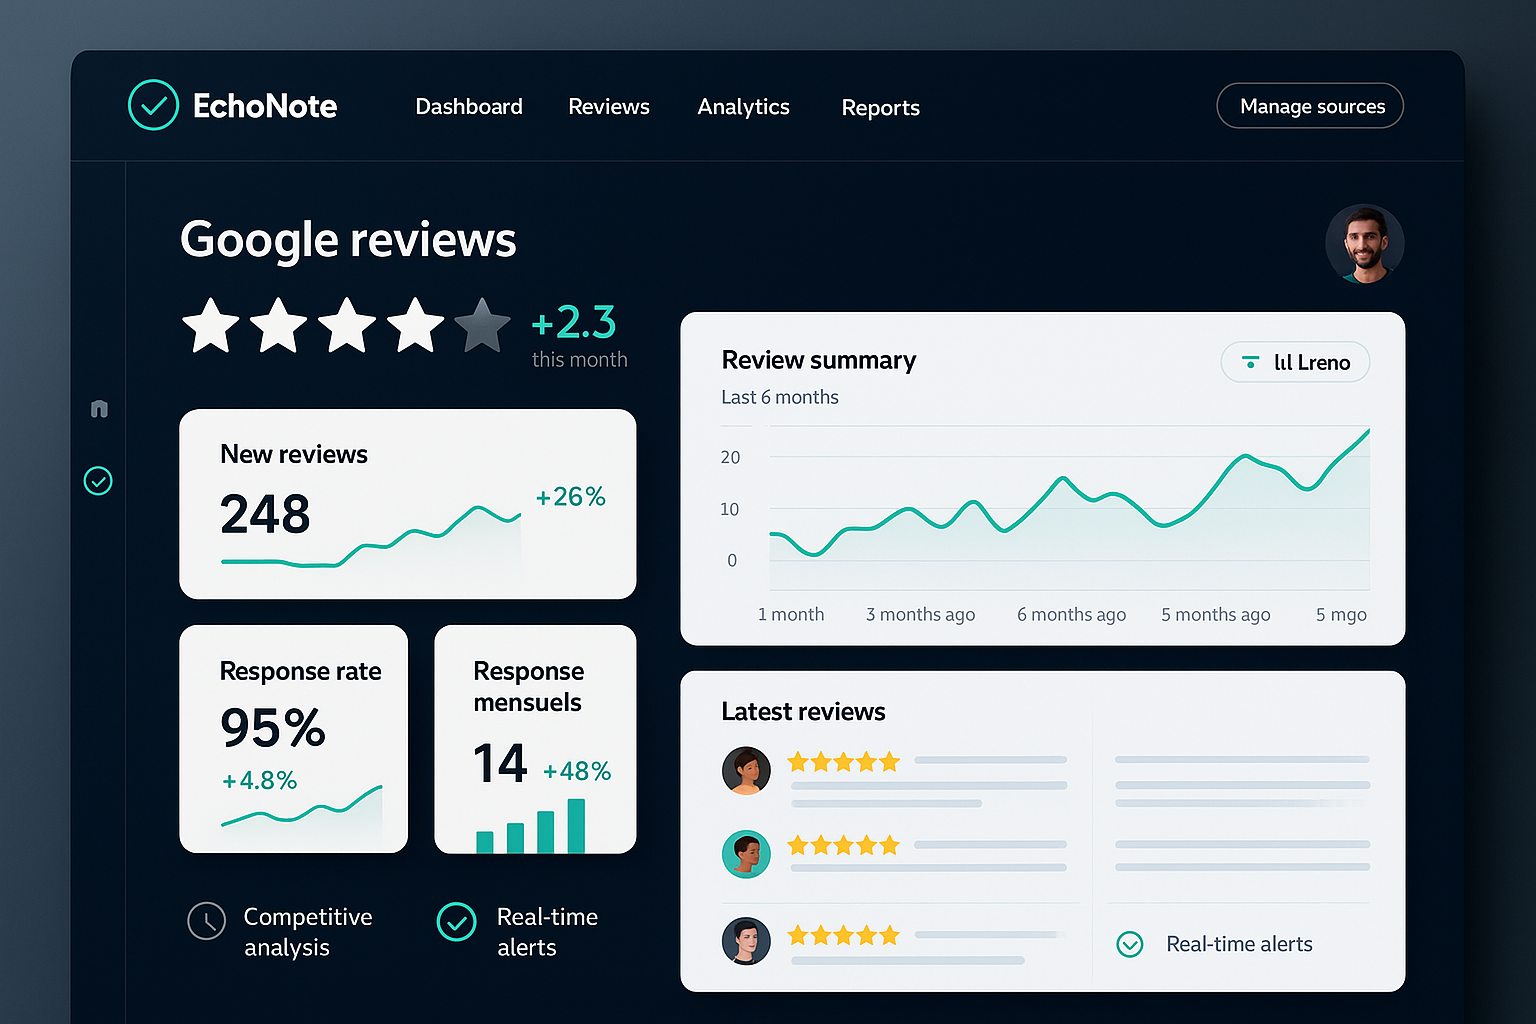 EchoNote
Dashboard
Reviews
Analytics
Reports
Manage sources
Google reviews
+2.3
this month
New reviews
248
+26%
Response rate
95%
+4.8%
Response
mensuels
14
+48%
Competitive
analysis
Real-time
alerts
Review summary
Lreno
Last 6 months
20
10
0
1 month
3 months ago
6 months ago
5 months ago
5 mgo
Latest reviews
Real-time alerts